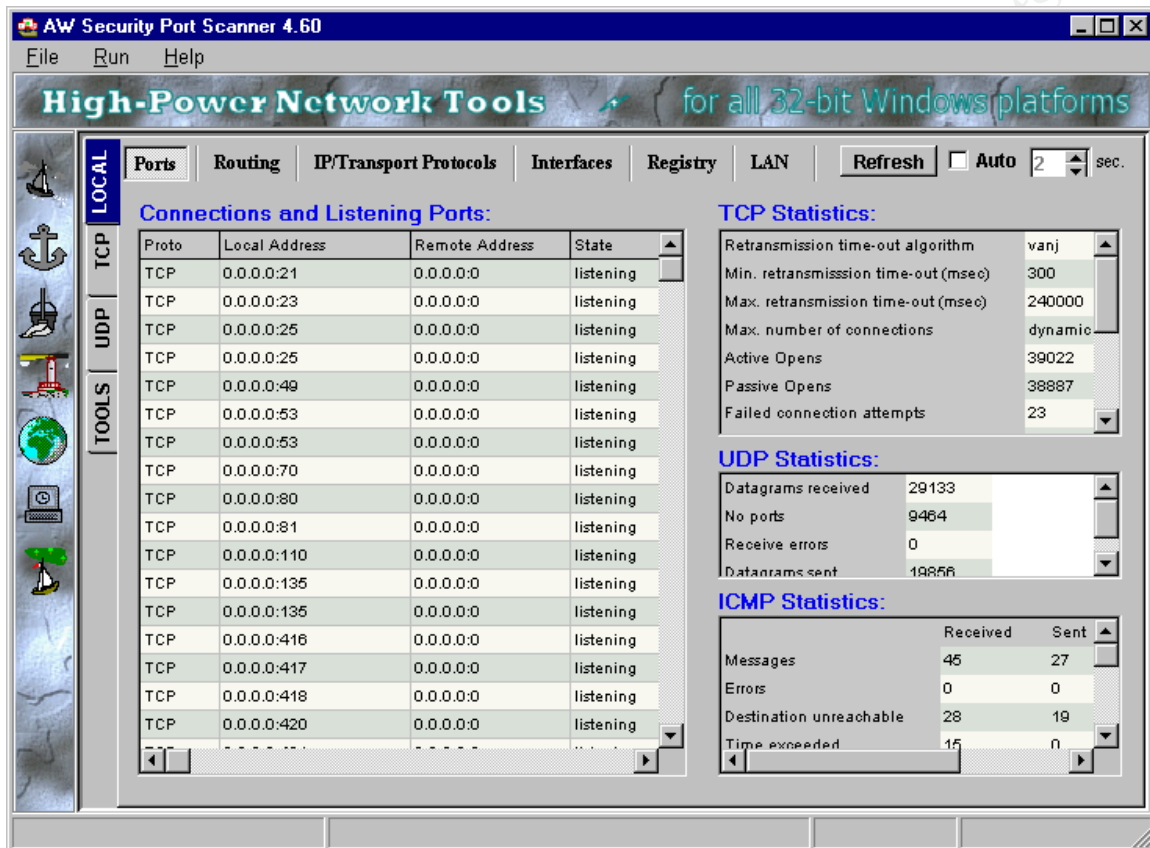 AW Security Port Scanner 4.60
File Run Help
High-Power Network Tools for all 32-bit Windows platforms
LOCAL
TCP
UDP
TOOLS
Ports Routing IP/Transport Protocols Interfaces Registry LAN Refresh Auto 2 sec.
Connections and Listening Ports:
Proto Local Address Remote Address State
TCP 0.0.0.0:21 0.0.0.0:0 listening
TCP 0.0.0.0:23 0.0.0.0:0 listening
TCP 0.0.0.0:25 0.0.0.0:0 listening
TCP 0.0.0.0:25 0.0.0.0:0 listening
TCP 0.0.0.0:49 0.0.0.0:0 listening
TCP 0.0.0.0:53 0.0.0.0:0 listening
TCP 0.0.0.0:53 0.0.0.0:0 listening
TCP 0.0.0.0:70 0.0.0.0:0 listening
TCP 0.0.0.0:80 0.0.0.0:0 listening
TCP 0.0.0.0:81 0.0.0.0:0 listening
TCP 0.0.0.0:110 0.0.0.0:0 listening
TCP 0.0.0.0:135 0.0.0.0:0 listening
TCP 0.0.0.0:135 0.0.0.0:0 listening
TCP 0.0.0.0:416 0.0.0.0:0 listening
TCP 0.0.0.0:417 0.0.0.0:0 listening
TCP 0.0.0.0:418 0.0.0.0:0 listening
TCP 0.0.0.0:420 0.0.0.0:0 listening
TCP Statistics:
Retransmission time-out algorithm vanj
Min. retransmisssion time-out (msec) 300
Max. retransmission time-out (msec) 240000
Max. number of connections dynamic
Active Opens 39022
Passive Opens 38887
Failed connection attempts 23
UDP Statistics:
Datagrams received 29133
No ports 9464
Receive errors 0
Datagrams sent 19856
ICMP Statistics:
Received Sent
Messages 45 27
Errors 0 0
Destination unreachable 28 19
Time exceeded 15 0